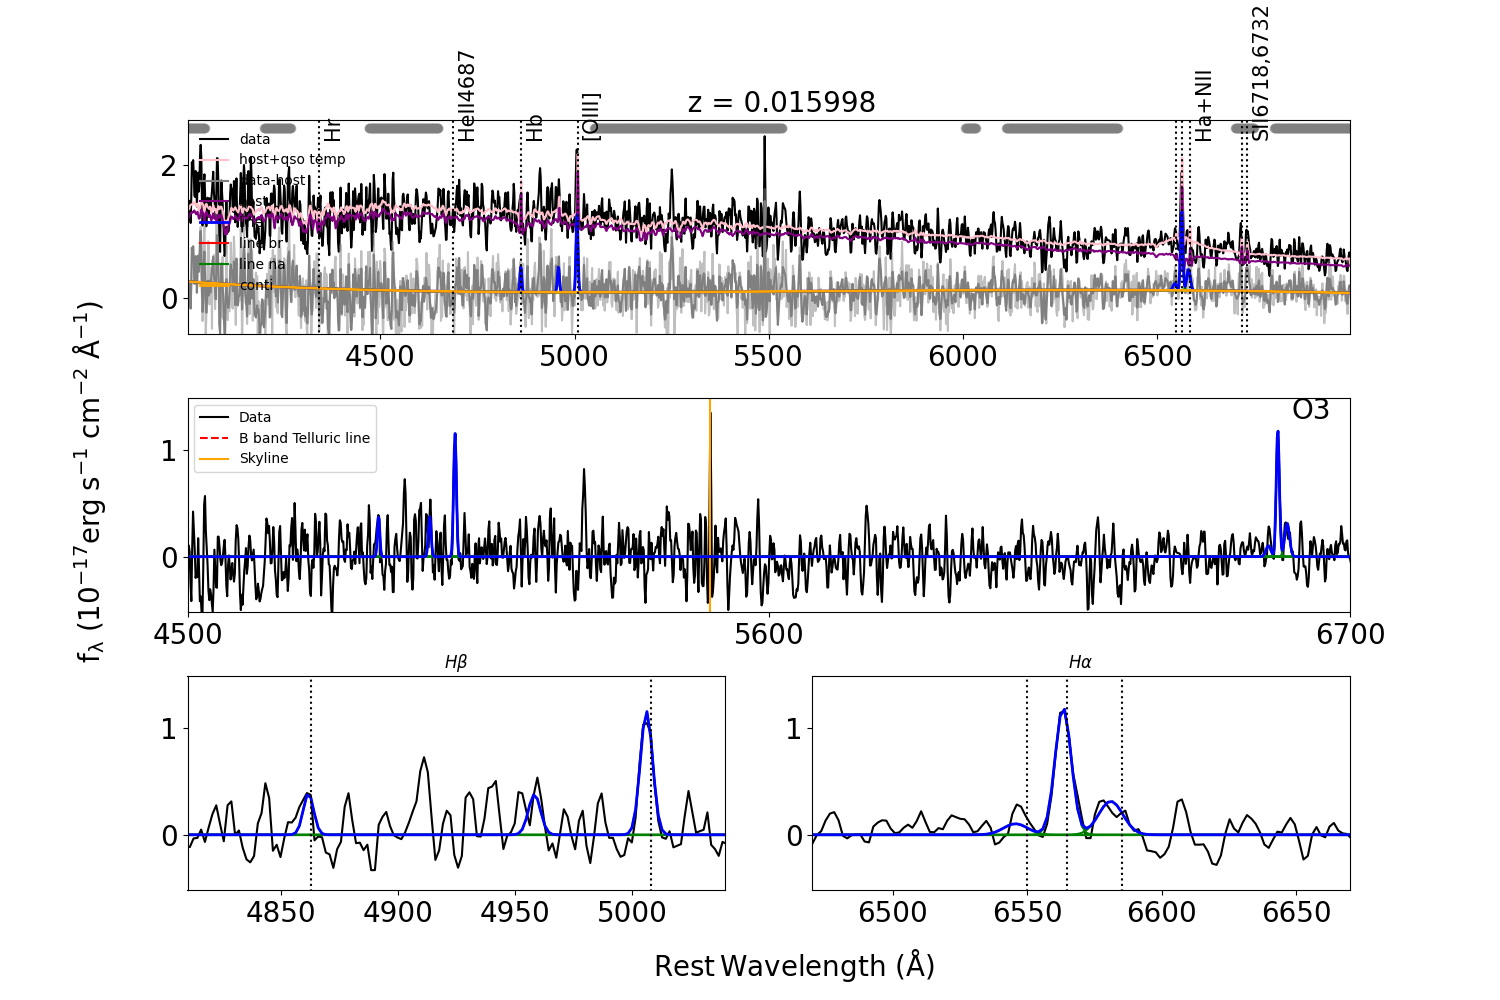 z = 0.015998
Hr
HeII4687
Hb
[OIII]
Ha+NII
SII6718,6732
data
host+qso temp
data-host
line br
line na
conti
2
0
4500 5000 5500 6000 6500
O3
Data
B band Telluric line
Skyline
1
0
4500 5600 6700
fλ (10−17erg s−1 cm−2 Å−1)
Hβ
1
0
4850 4900 4950 5000
Hα
1
0
6500 6550 6600 6650
Rest Wavelength (Å)